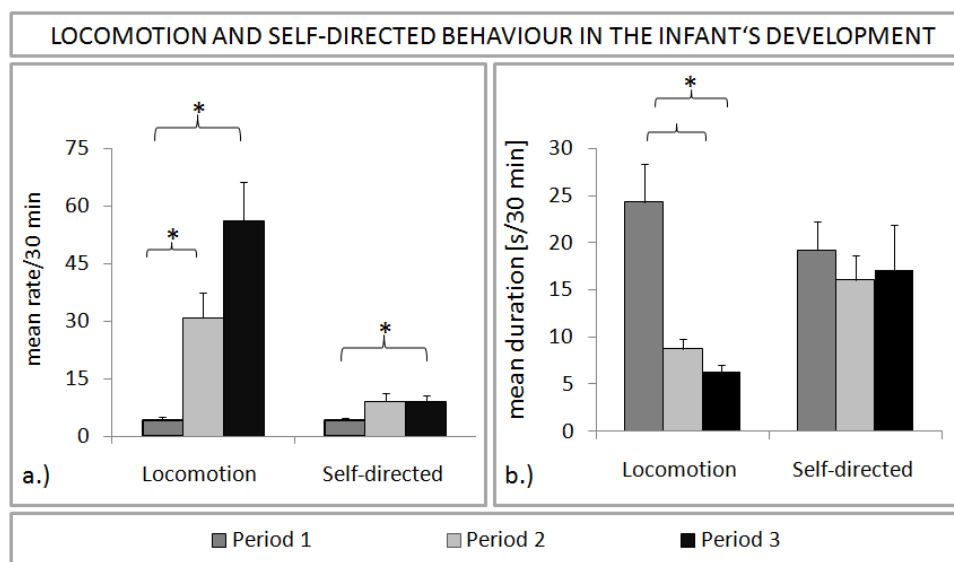 LOCOMOTION AND SELF-DIRECTED BEHAVIOUR IN THE INFANT‘S DEVELOPMENT
*
*
*
mean rate/30 min
75
60
45
30
15
0
Locomotion
Self-directed
a.)
*
mean duration [s/30 min]
30
25
20
15
10
5
0
Locomotion
Self-directed
b.)
Period 1
Period 2
Period 3